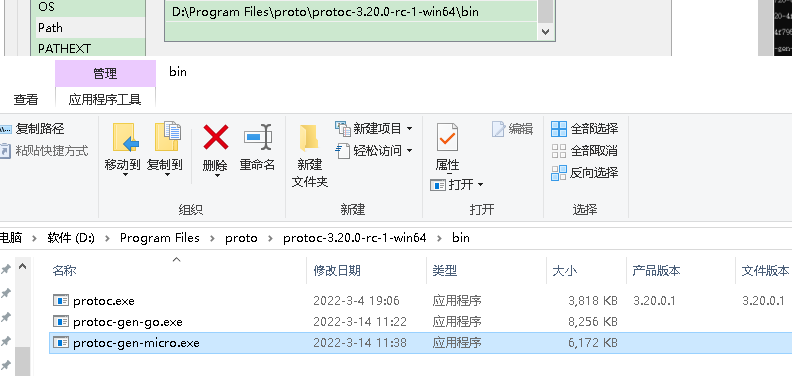 OS
Path
PATHEXT
D:\Program Files\proto\protoc-3.20.0-rc-1-win64\bin
管理 bin
查看 应用程序工具
复制路径
粘贴快捷方式
移动到 复制到 删除 重命名
新建
文件夹
新建项目
轻松访问
属性
打开
编辑
全部选择
全部取消
反向选择
组织 新建 打开 选择
电脑 软件 (D:) Program Files proto protoc-3.20.0-rc-1-win64 bin
名称 修改日期 类型 大小 产品版本 文件版本
protoc.exe 2022-3-4 19:06 应用程序 3,818 KB 3.20.0.1 3.20.0.1
protoc-gen-go.exe 2022-3-14 11:22 应用程序 8,256 KB
protoc-gen-micro.exe 2022-3-14 11:38 应用程序 6,172 KB